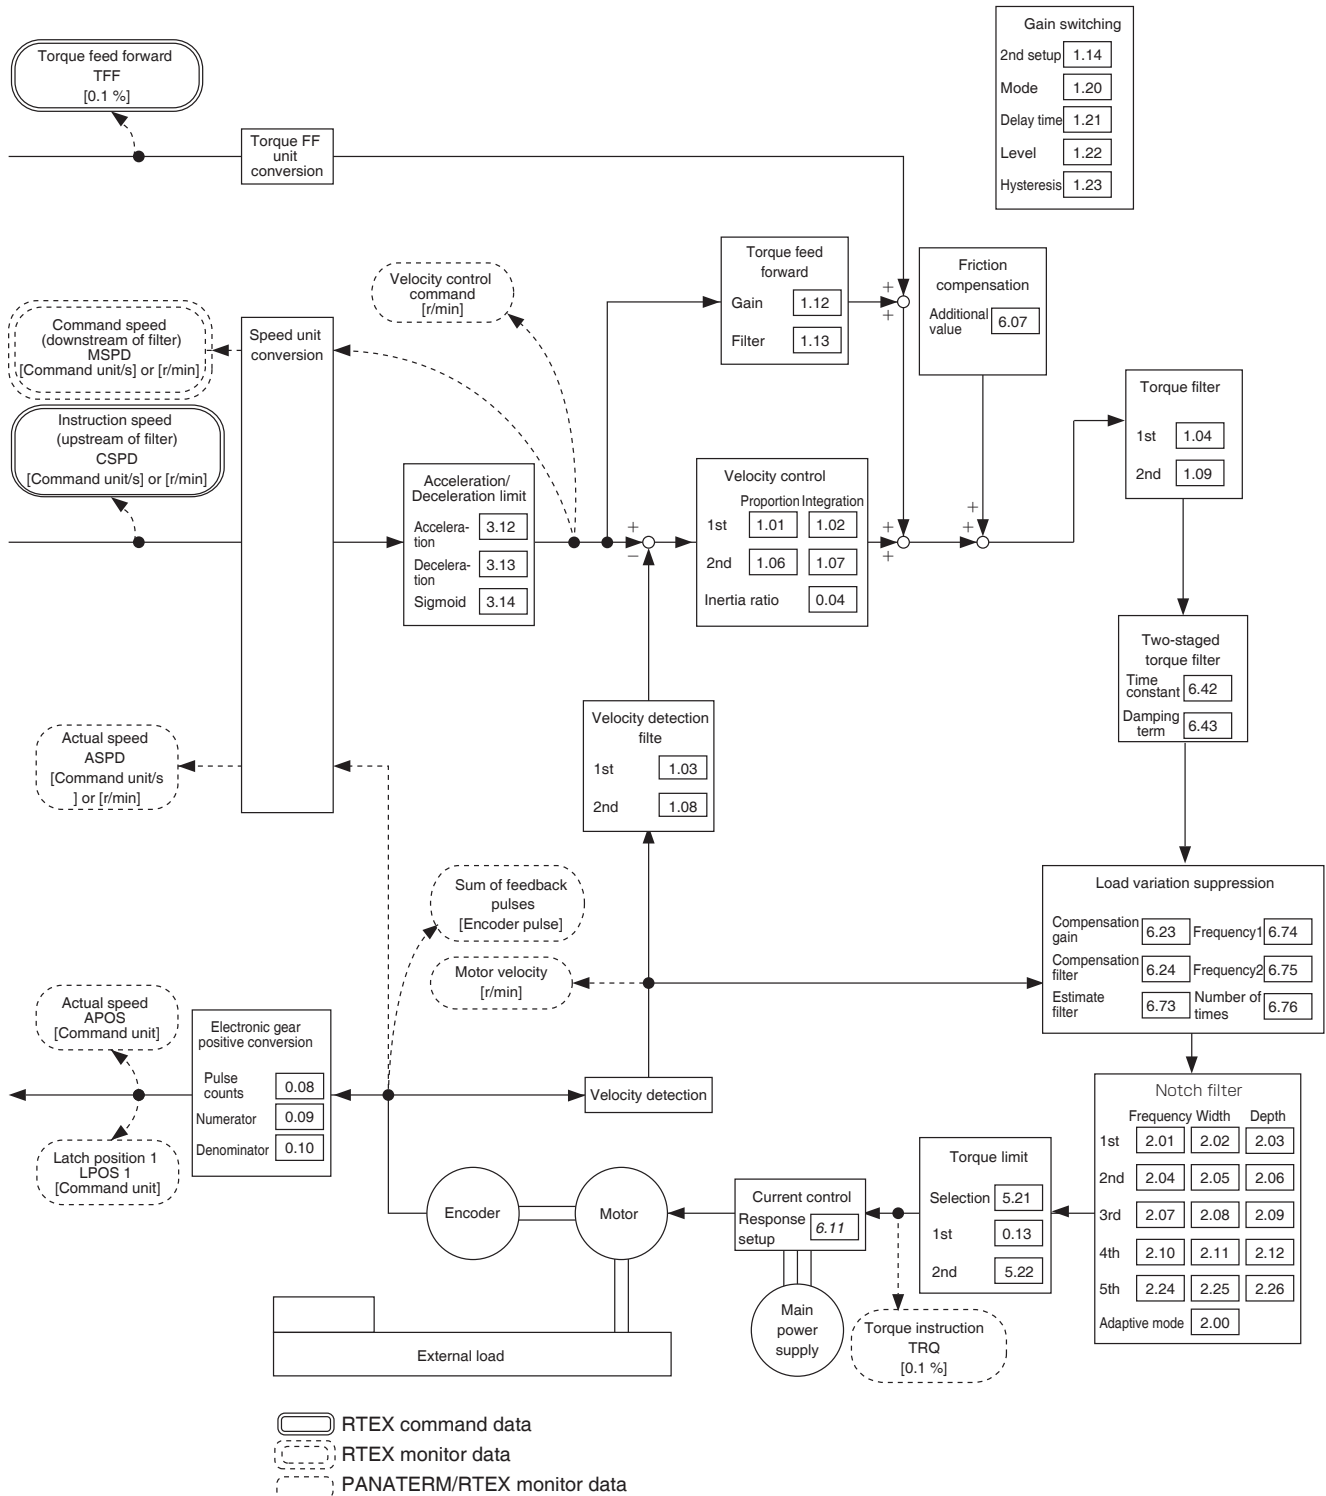 Torque feed forward
TFF
[0.1 %]
Torque FF
unit
conversion
Gain switching
2nd setup 1.14
Mode 1.20
Delay time 1.21
Level 1.22
Hysteresis 1.23
Velocity control
command
[r/min]
Torque feed
forward
Gain 1.12
Filter 1.13
+
+
Friction
compensation
Additional
value
6.07
Command speed
(downstream of filter)
MSPD
[Command unit/s] or [r/min]
Speed unit
conversion
Instruction speed
(upstream of filter)
CSPD
[Command unit/s] or [r/min]
Acceleration/
Deceleration limit
Accelera-
tion
3.12
Decelera-
tion
3.13
Sigmoid 3.14
+
−
Velocity control
Proportion Integration
1st 1.01 1.02
2nd 1.06 1.07
Inertia ratio 0.04
+
+
+
+
Torque filter
1st 1.04
2nd 1.09
Two-staged
torque filter
Time
constant
6.42
Damping
term
6.43
Actual speed
ASPD
[Command unit/s
] or [r/min]
Velocity detection
filte
1st 1.03
2nd 1.08
Sum of feedback
pulses
[Encoder pulse]
Motor velocity
[r/min]
Load variation suppression
Compensation
gain
6.23 Frequency1 6.74
Compensation
filter
6.24 Frequency2 6.75
Estimate
filter
6.73 Number of
times
6.76
Actual speed
APOS
[Command unit]
Electronic gear
positive conversion
Pulse
counts
0.08
Numerator 0.09
Denominator 0.10
Latch position 1
LPOS 1
[Command unit]
Velocity detection
Notch filter
Frequency Width Depth
1st 2.01 2.02 2.03
2nd 2.04 2.05 2.06
3rd 2.07 2.08 2.09
4th 2.10 2.11 2.12
5th 2.24 2.25 2.26
Adaptive mode 2.00
Torque limit
Selection 5.21
1st 0.13
2nd 5.22
Current control
Response
setup
6.11
Encoder
Motor
Main
power
supply
Torque instruction
TRQ
[0.1 %]
External load
RTEX command data
RTEX monitor data
PANATERM/RTEX monitor data